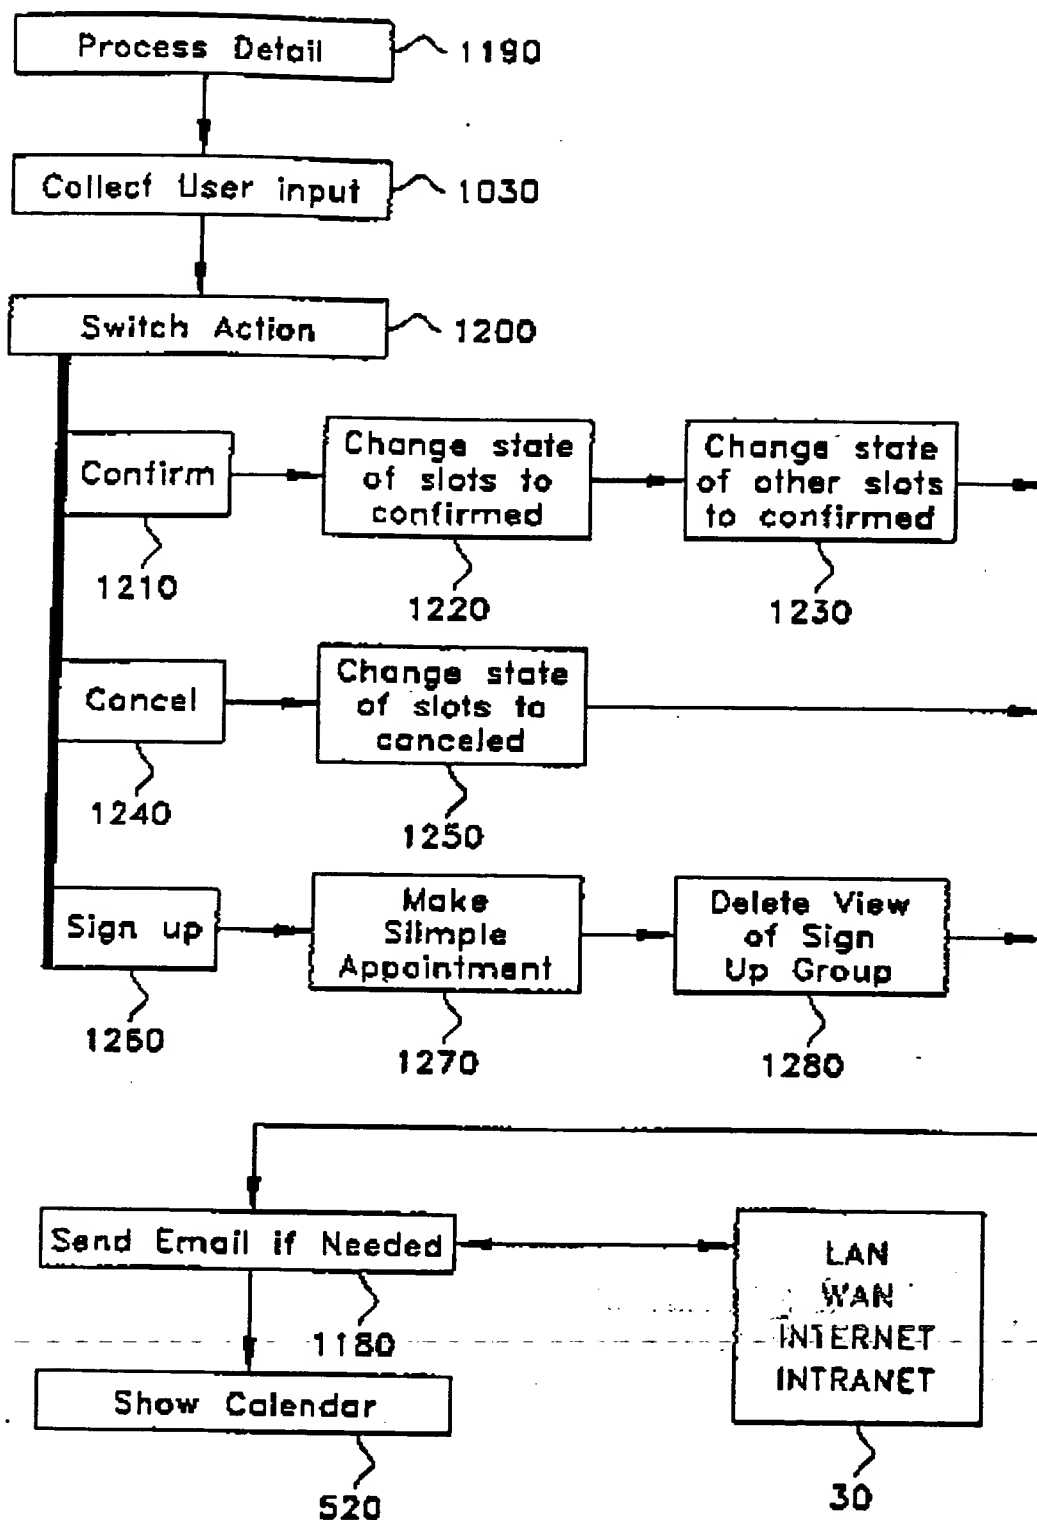 Process Detail
1190
Collect User input
1030
Switch Action
1200
Confirm
Change state
of slots to
confirmed
Change state
of other slots
to confirmed
1210
1220
1230
Cancel
Change state
of slots to
canceled
1240
1250
Sign up
Make
Slimple
Appointment
Delete View
of Sign
Up Group
1260
1270
1280
Send Email if Needed
1180
LAN
WAN
INTERNET
INTRANET
Show Calendar
520
30